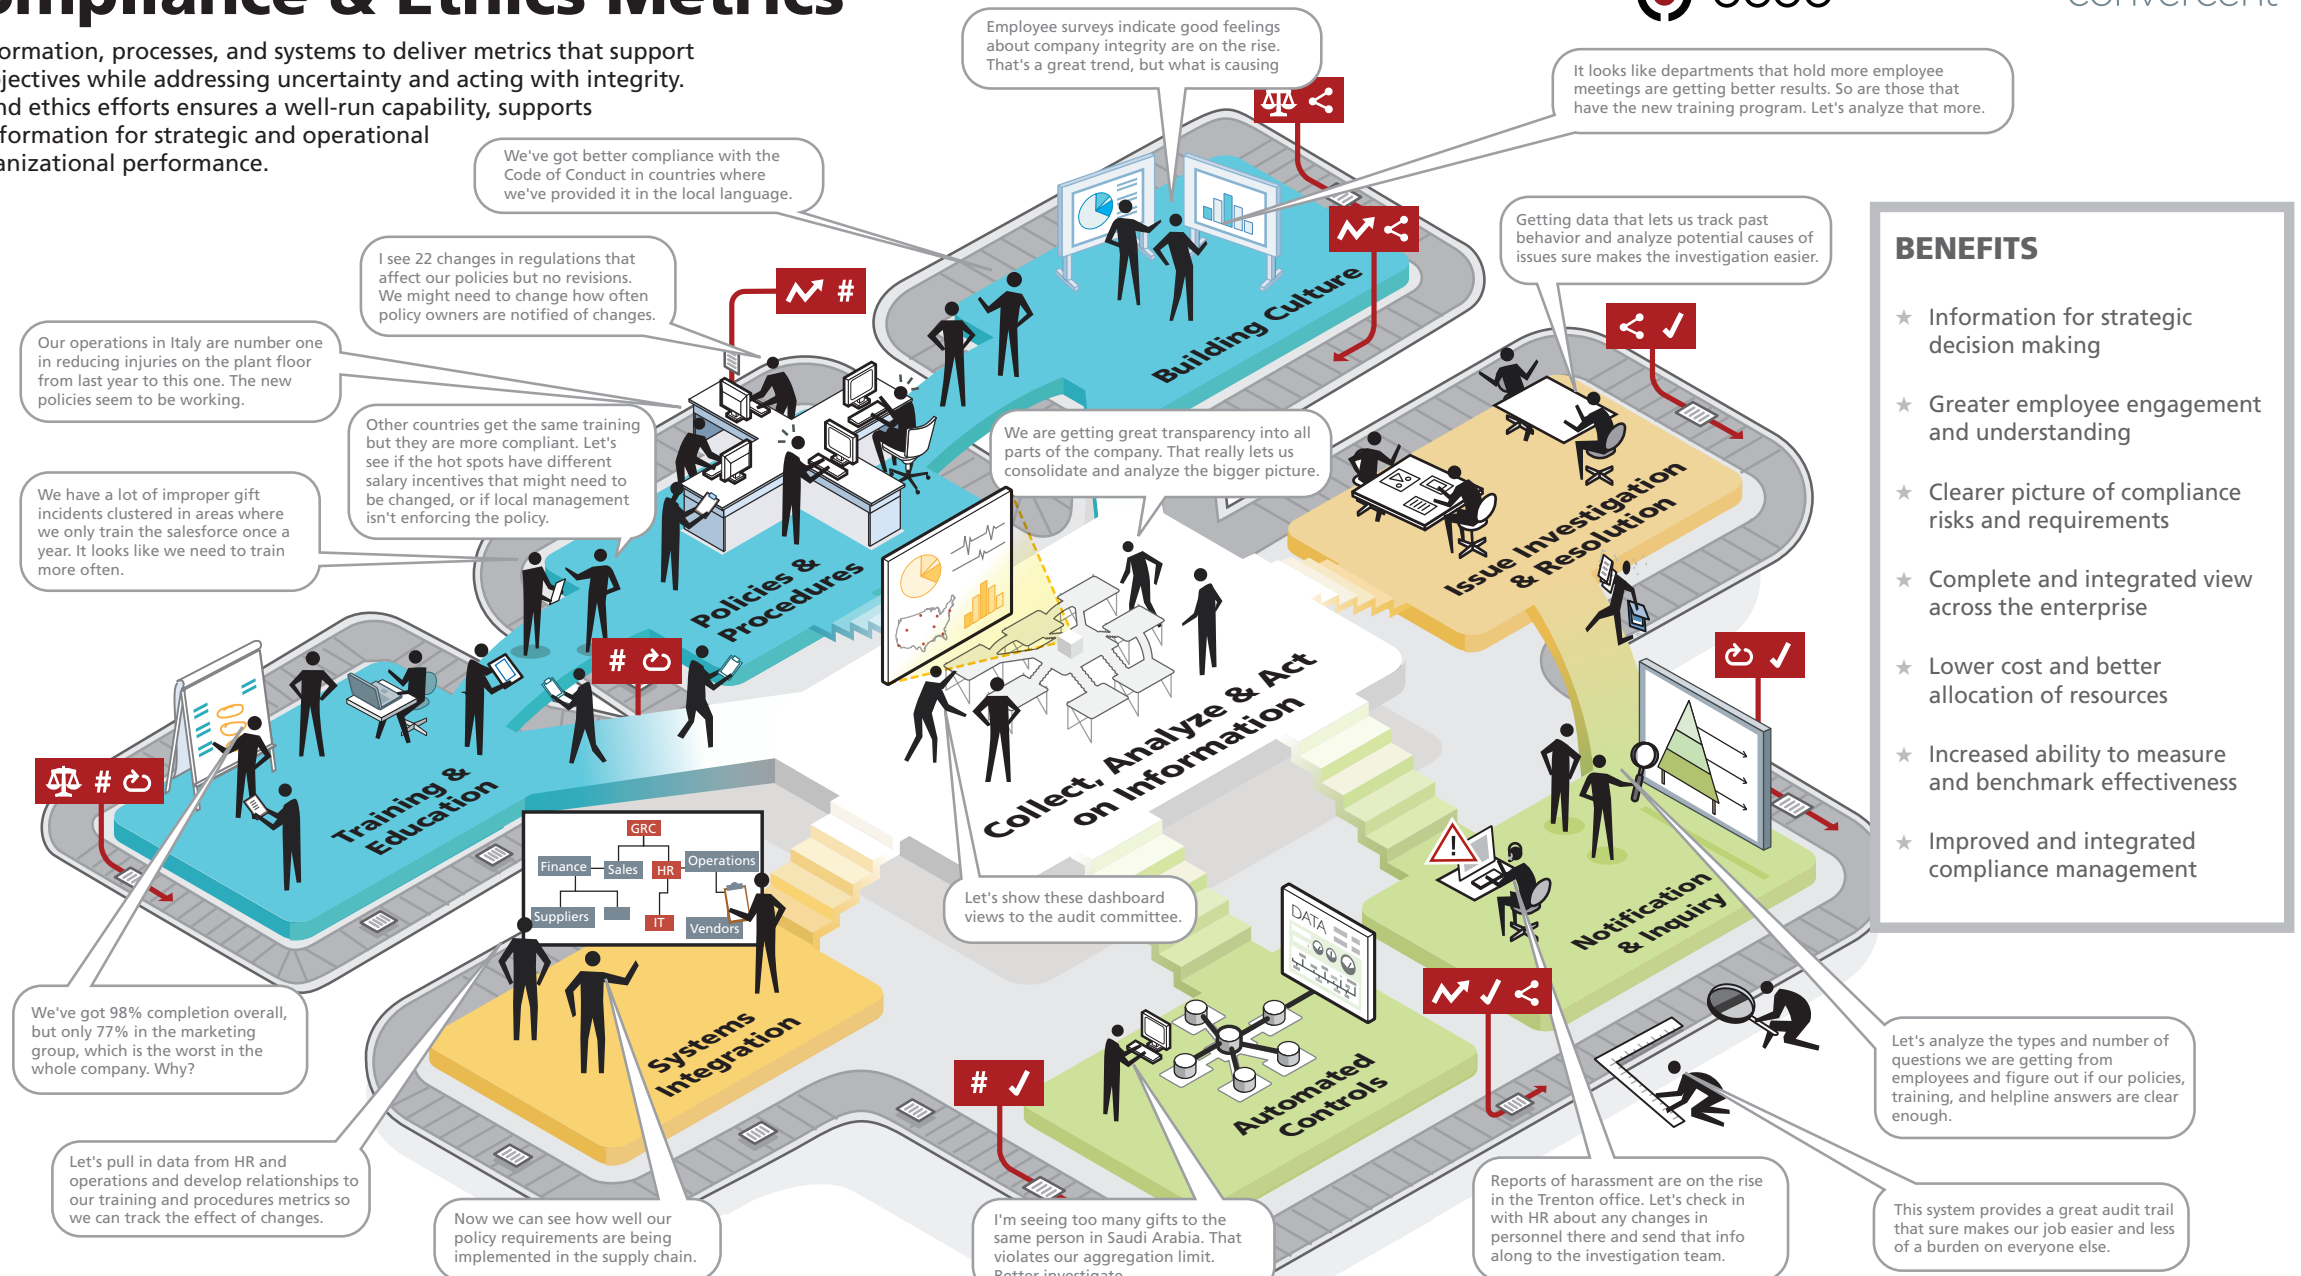 Compliance & Ethics Metrics
information, processes, and systems to deliver metrics that support
objectives while addressing uncertainty and acting with integrity.
and ethics efforts ensures a well-run capability, supports
information for strategic and operational
organizational performance.
convercent
Employee surveys indicate good feelings
about company integrity are on the rise.
That's a great trend, but what is causing
It looks like departments that hold more employee
meetings are getting better results. So are those that
have the new training program. Let's analyze that more.
We've got better compliance with the
Code of Conduct in countries where
we've provided it in the local language.
Getting data that lets us track past
behavior and analyze potential causes of
issues sure makes the investigation easier.
I see 22 changes in regulations that
affect our policies but no revisions.
We might need to change how often
policy owners are notified of changes.
#
Our operations in Italy are number one
in reducing injuries on the plant floor
from last year to this one. The new
policies seem to be working.
Other countries get the same training
but they are more compliant. Let's
see if the hot spots have different
salary incentives that might need to
be changed, or if local management
isn't enforcing the policy.
We have a lot of improper gift
incidents clustered in areas where
we only train the salesforce once a
year. It looks like we need to train
more often.
We are getting great transparency into all
parts of the company. That really lets us
consolidate and analyze the bigger picture.
Building Culture
Issue Investigation
& Resolution
Policies &
Procedures
#
Collect, Analyze & Act
on Information
#
Training &
Education
GRC
Finance
Sales
HR
Operations
Suppliers
IT
Vendors
Let's show these dashboard
views to the audit committee.
DATA
Notification
& Inquiry
Systems
Integration
#
Automated
Controls
We've got 98% completion overall,
but only 77% in the marketing
group, which is the worst in the
whole company. Why?
Let's pull in data from HR and
operations and develop relationships to
our training and procedures metrics so
we can track the effect of changes.
Now we can see how well our
policy requirements are being
implemented in the supply chain.
I'm seeing too many gifts to the
same person in Saudi Arabia. That
violates our aggregation limit.
Better investigate.
Reports of harassment are on the rise
in the Trenton office. Let's check in
with HR about any changes in
personnel there and send that info
along to the investigation team.
Let's analyze the types and number of
questions we are getting from
employees and figure out if our policies,
training, and helpline answers are clear
enough.
This system provides a great audit trail
that sure makes our job easier and less
of a burden on everyone else.
BENEFITS
Information for strategic
decision making
Greater employee engagement
and understanding
Clearer picture of compliance
risks and requirements
Complete and integrated view
across the enterprise
Lower cost and better
allocation of resources
Increased ability to measure
and benchmark effectiveness
Improved and integrated
compliance management